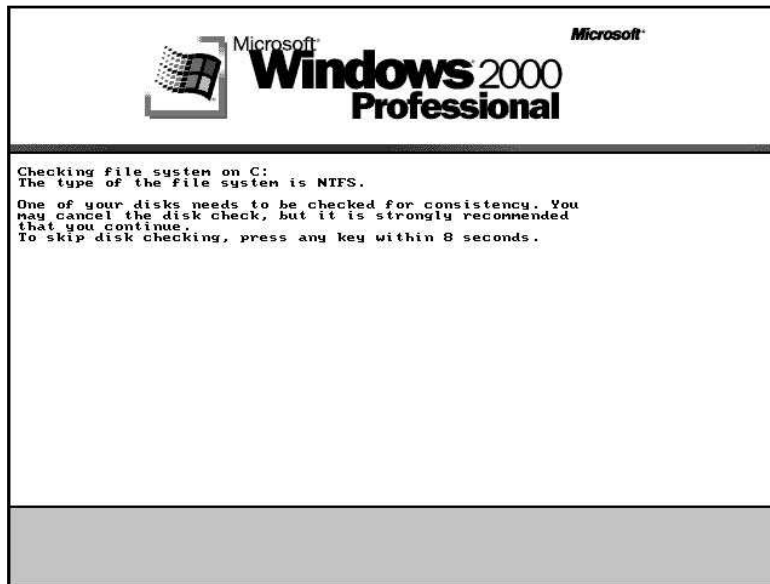 Microsoft
Microsoft
Windows 2000
Professional
Checking file system on C:
The type of the file system is NTFS.
One of your disks needs to be checked for consistency. You
may cancel the disk check, but it is strongly recommended
that you continue.
To skip disk checking, press any key within 8 seconds.